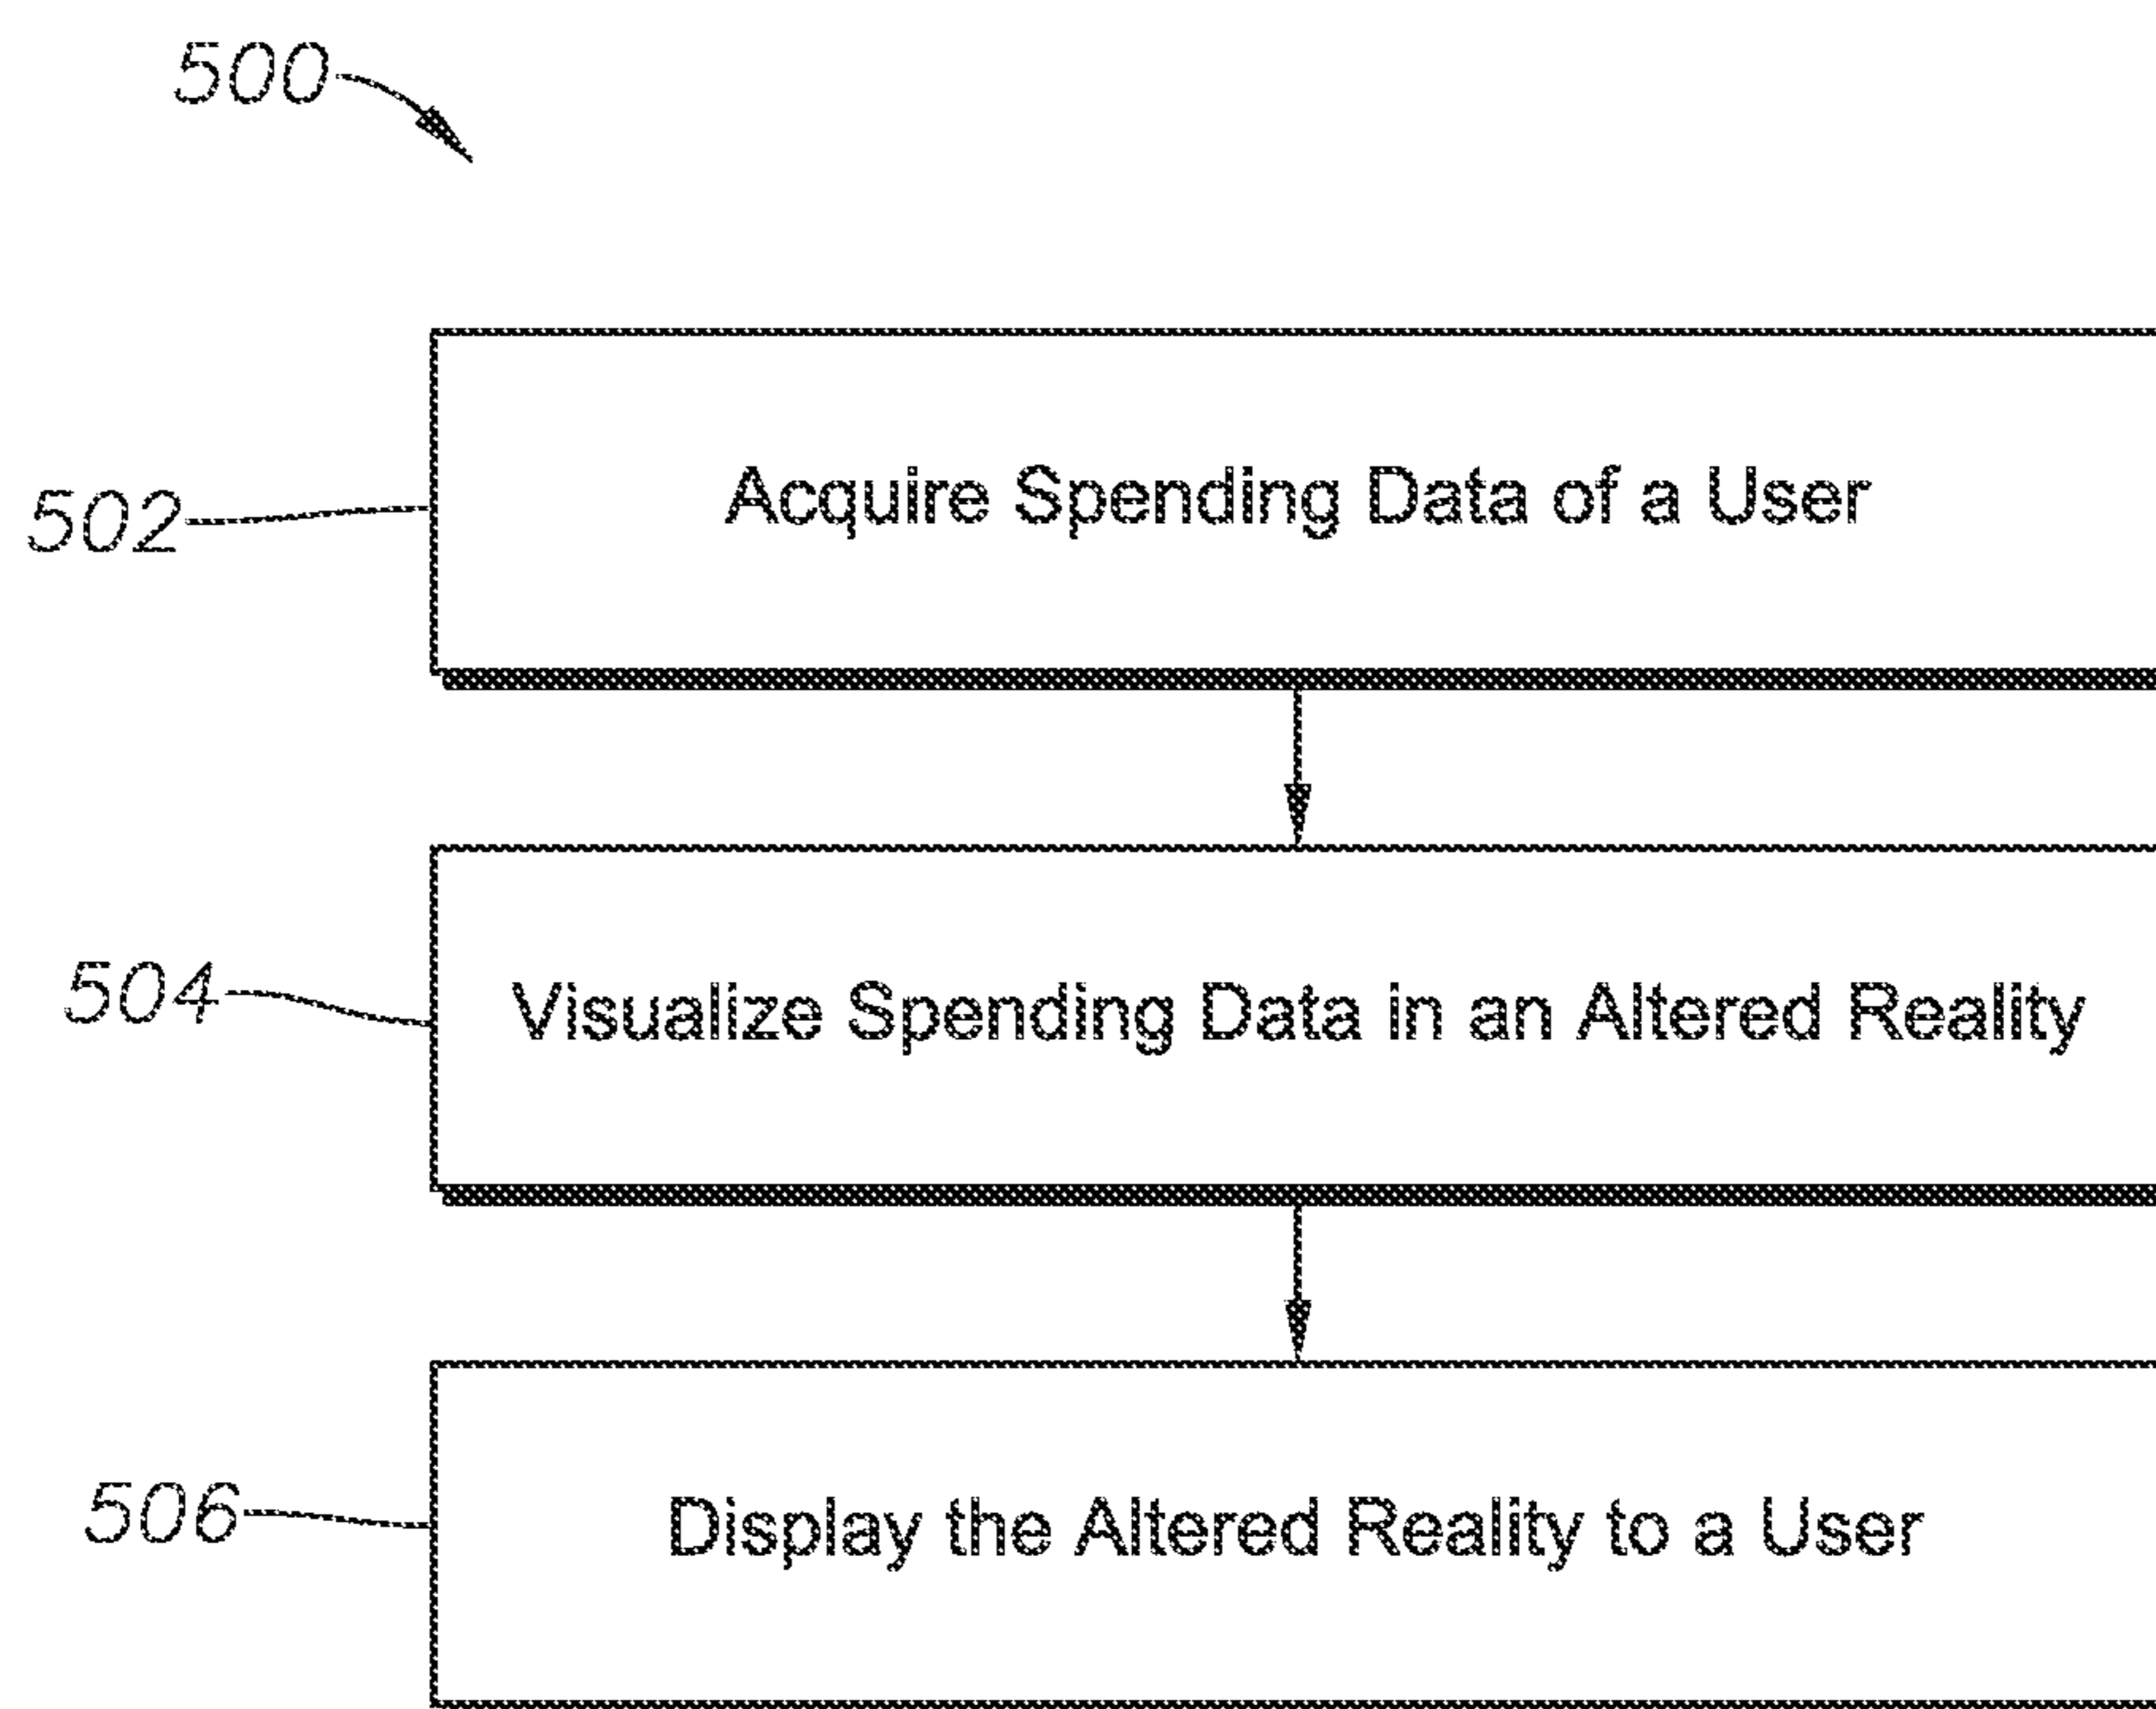 500
502
Acquire Spending Data of a User
504
Visualize Spending Data in an Altered Reality
506
Display the Altered Reality to a User